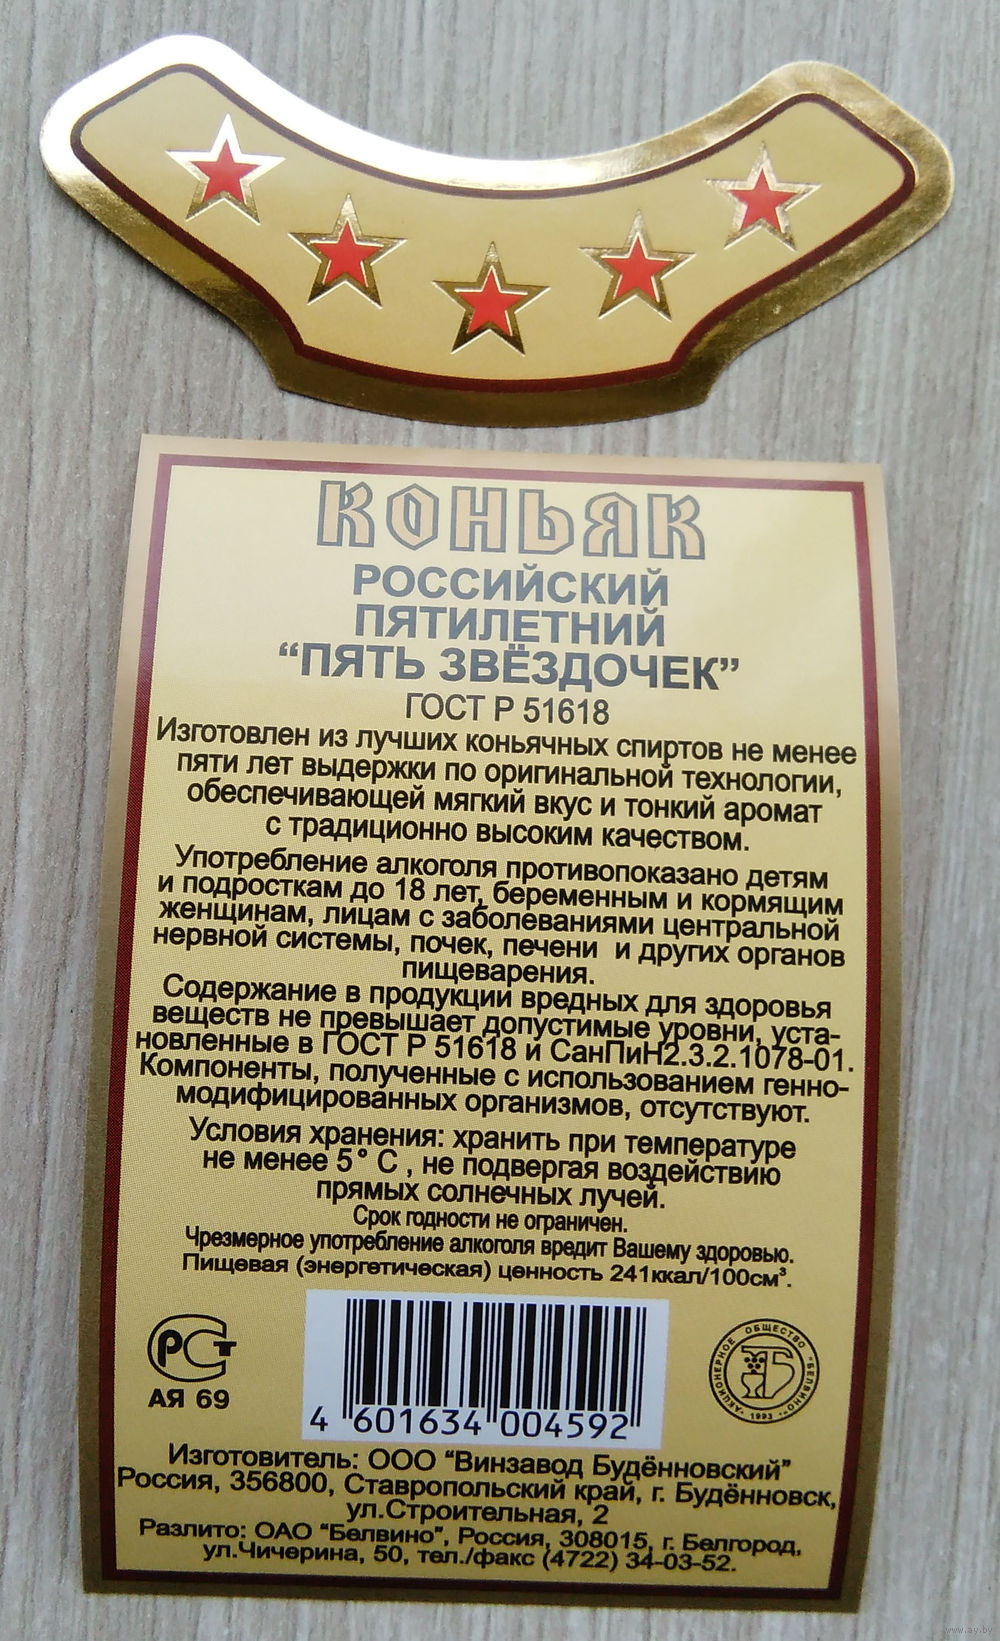 КОНЬЯК
РОССИЙСКИЙ
ПЯТИЛЕТНИЙ
“ПЯТЬ ЗВЁЗДОЧЕК”
ГОСТ Р 51618
Изготовлен из лучших коньячных спиртов не менее
пяти лет выдержки по оригинальной технологии,
обеспечивающей мягкий вкус и тонкий аромат
с традиционно высоким качеством.
Употребление алкоголя противопоказано детям
и подросткам до 18 лет, беременным и кормящим
женщинам, лицам с заболеваниями центральной
нервной системы, почек, печени и других органов
пищеварения.
Содержание в продукции вредных для здоровья
веществ не превышает допустимые уровни, уста-
новленные в ГОСТ Р 51618 и СанПиН2.3.2.1078-01.
Компоненты, полученные с использованием генно-
модифицированных организмов, отсутствуют.
Условия хранения: хранить при температуре
не менее 5° С , не подвергая воздействию
прямых солнечных лучей.
Срок годности не ограничен.
Чрезмерное употребление алкоголя вредит Вашему здоровью.
Пищевая (энергетическая) ценность 241ккал/100см³.
РСТ
АЯ 69
4 601634 004592
АКЦИОНЕРНОЕ ОБЩЕСТВО "БЕЛВИНО"
1993
Изготовитель: ООО “Винзавод Будённовский”
Россия, 356800, Ставропольский край, г. Будённовск,
ул.Строительная, 2
Разлито: ОАО “Белвино”, Россия, 308015, г. Белгород,
ул.Чичерина, 50, тел./факс (4722) 34-03-52.
www.ay.by